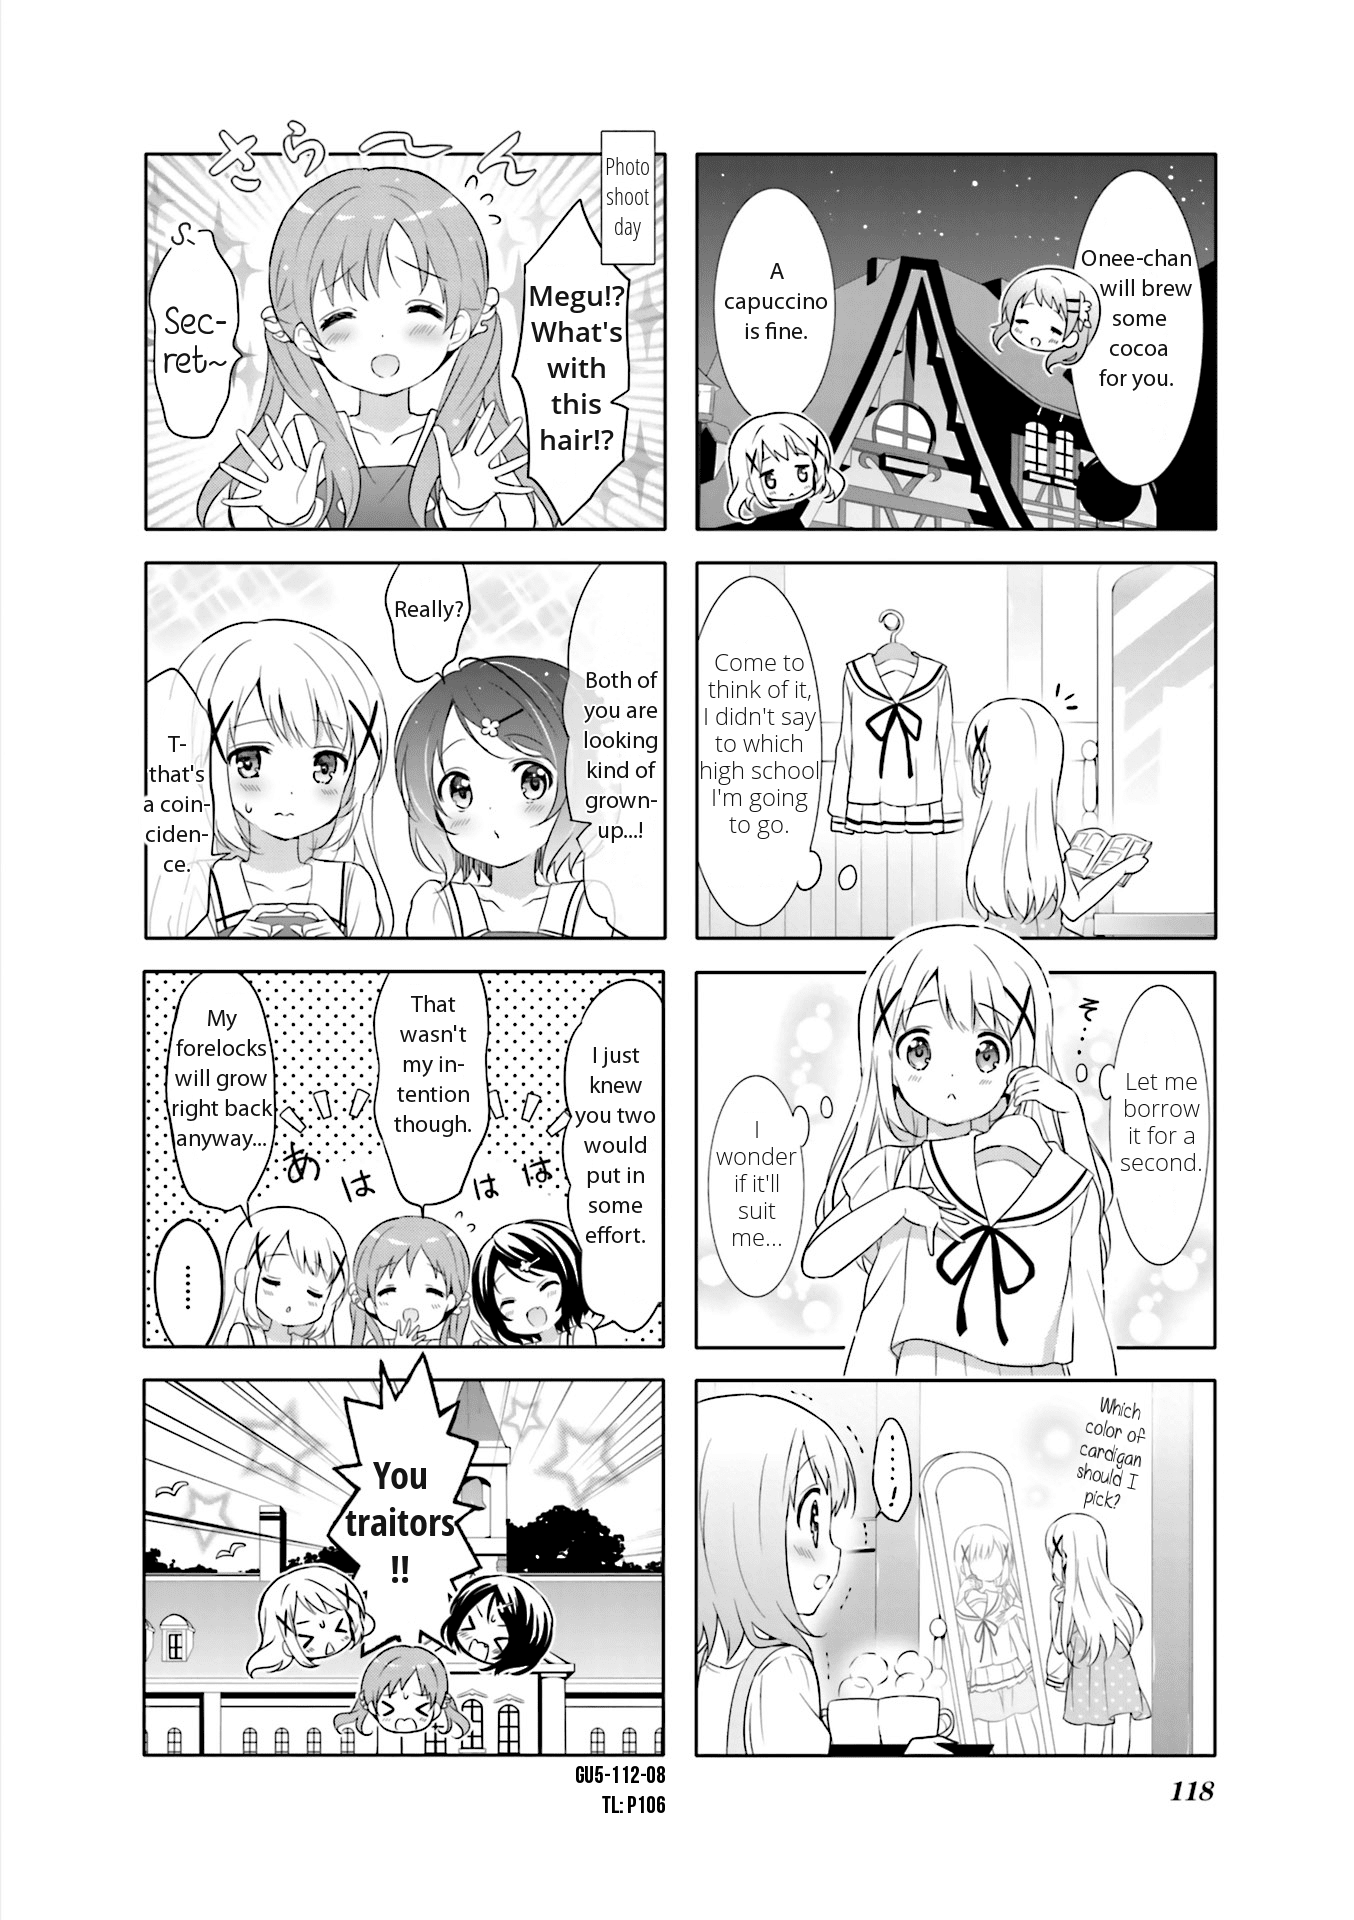 Onee-chan
will brew
some
cocoa
for you.
A
capuccino
is fine.
Come to
think of it,
I didn't say
to which
high school
I'm going
to go.
そ
Let me
borrow
it for a
second.
I
wonder
if it'll
suit
me...
Which
color of
cardigan
should I
pick?
........!
Photo
shoot
day
さら〜ん
Megu!?
What's
with
this
hair!?
S-
Sec-
ret~
Both of
you are
looking
kind of
grown-
up...!
Really?
T-
that's
a coin-
ciden-
ce.
I just
knew
you two
would
put in
some
effort.
That
wasn't
my in-
tention
though.
My
forelocks
will grow
right back
anyway...
あははは
........
You
traitors
!!
GU5-112-08
TL: P106
118